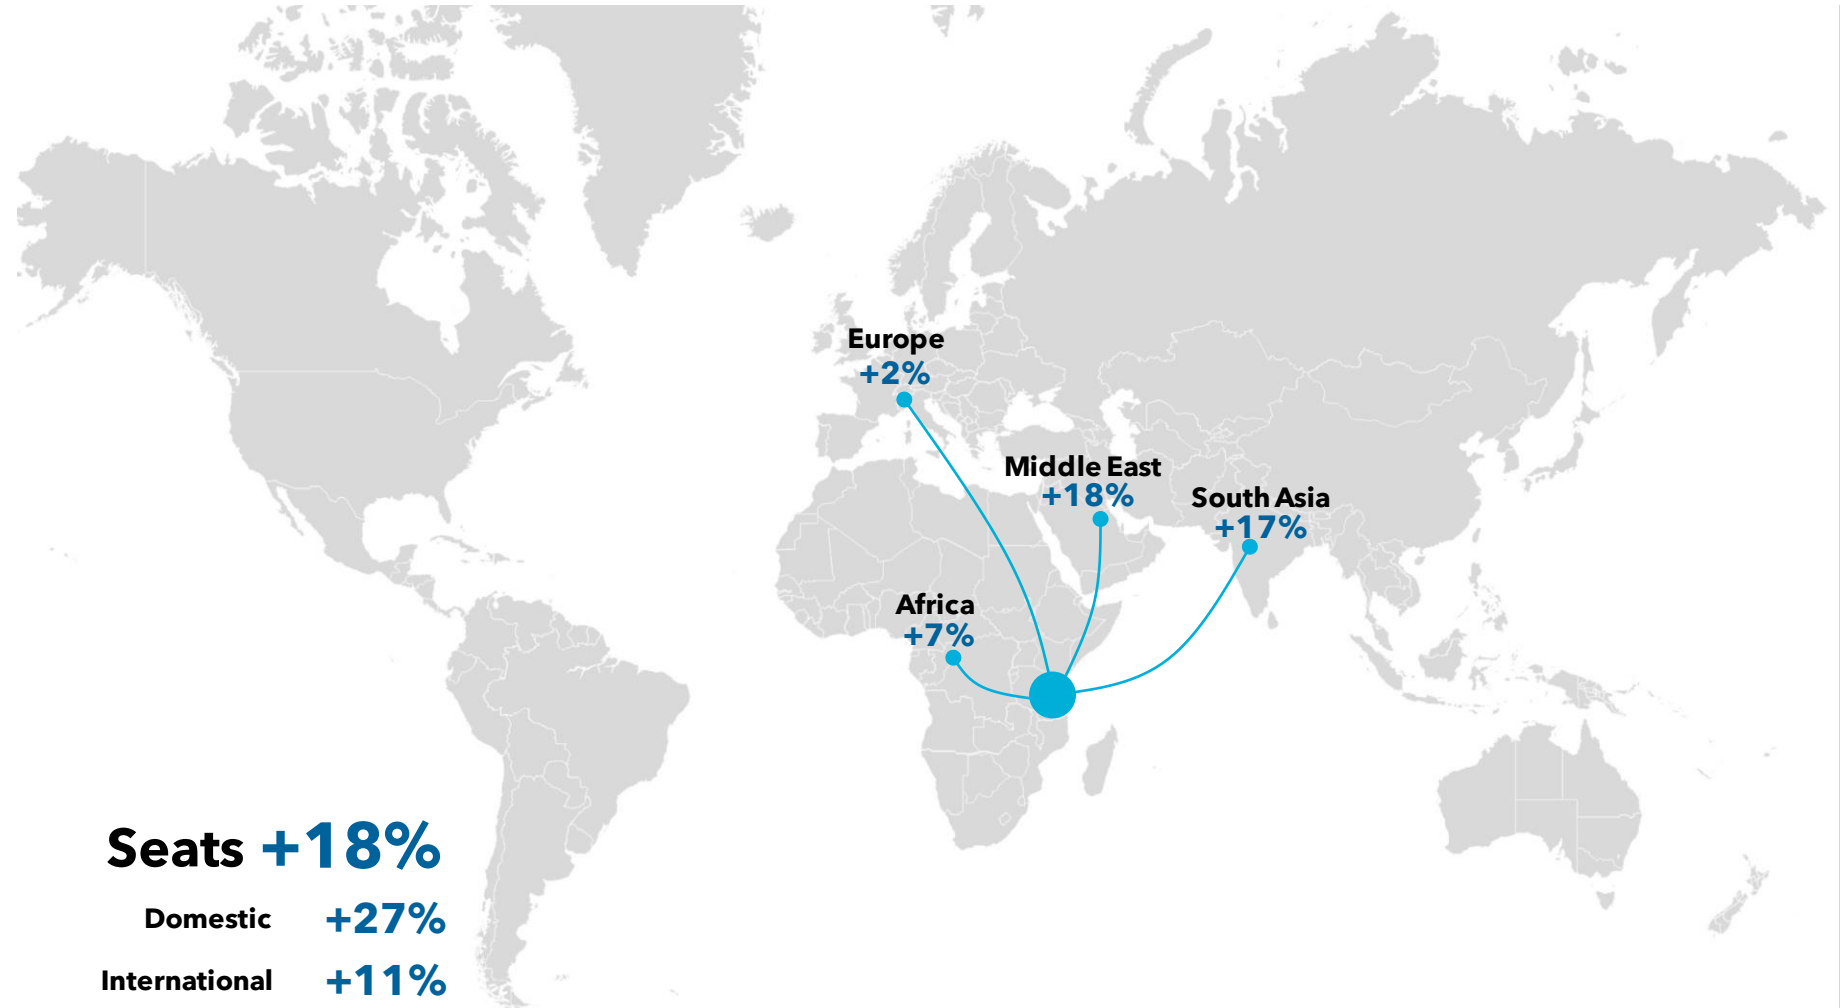 Europe
+2%
Middle East
+18%
South Asia
+17%
Africa
+7%
Seats +18%
Domestic +27%
International +11%